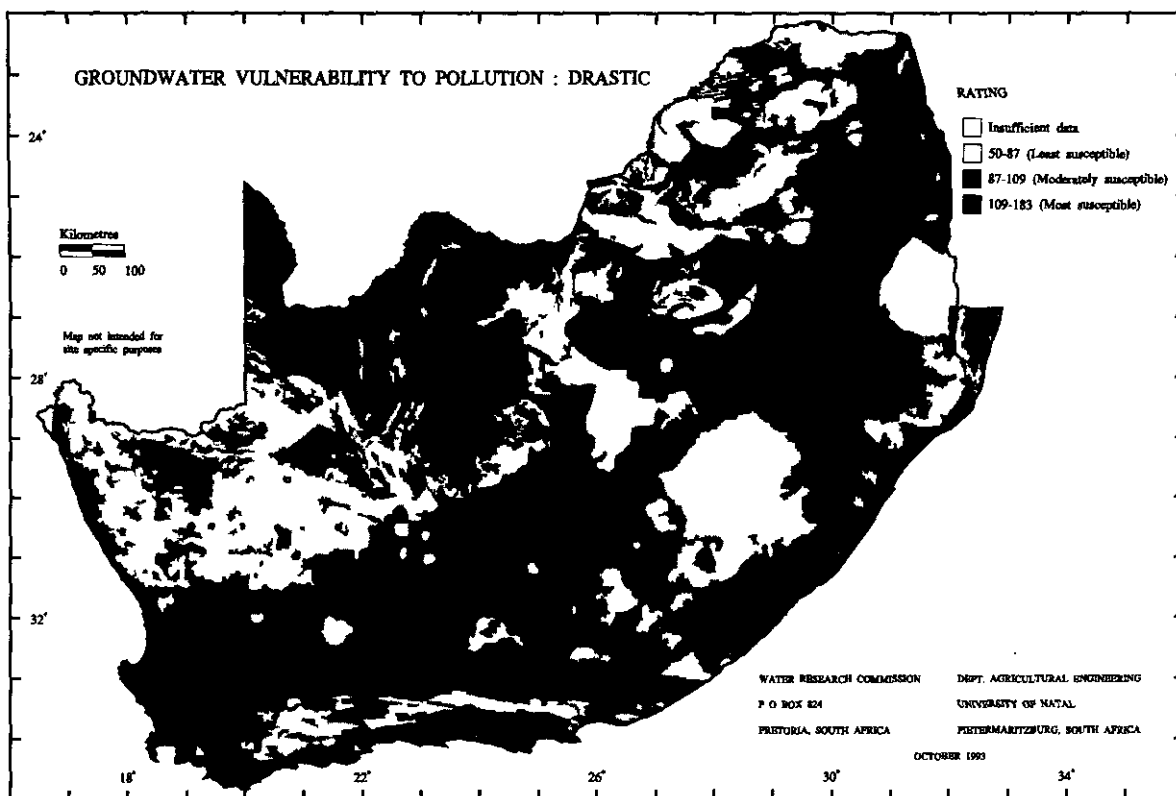 GROUNDWATER VULNERABILITY TO POLLUTION : DRASTIC
RATING
Insufficient data
50-87 (Least susceptible)
87-109 (Moderately susceptible)
109-183 (Most susceptible)
24°
Kilometres
0 50 100
Map not intended for
site specific purposes
28°
32°
WATER RESEARCH COMMISSION
P O BOX 824
PRETORIA, SOUTH AFRICA
DEPT. AGRICULTURAL ENGINEERING
UNIVERSITY OF NATAL
PIETERMARITZBURG, SOUTH AFRICA
OCTOBER 1993
18° 22° 26° 30° 34°